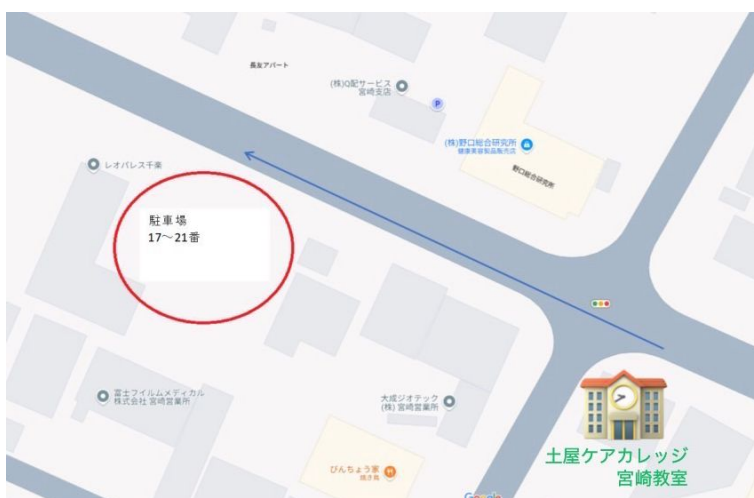 長友アパート
(株)Q配サービス
宮崎支店
P
(株)野口総合研究所
健康美容製品販売店
野口総合研究所
レオパレス千楽
駐車場
17～21番
富士フイルムメディカル
株式会社 宮崎営業所
大成ジオテック
(株) 宮崎営業所
びんちょう家
焼き鳥
土屋ケアカレッジ
宮崎教室
Google